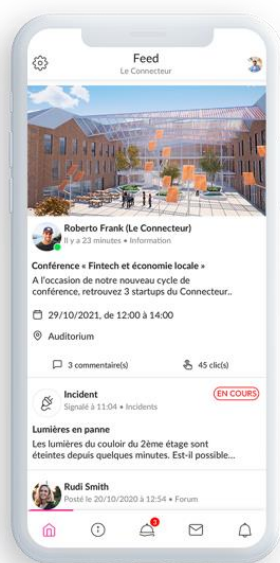 Feed
Le Connecteur
Roberto Frank (Le Connecteur)
Il y a 23 minutes • Information
Conférence « Fintech et économie locale »
A l'occasion de notre nouveau cycle de
conférence, retrouvez 3 startups du Connecteur..
29/10/2021, de 12:00 à 14:00
Auditorium
3 commentaire(s)
45 clic(s)
Incident
EN COURS
Signalé à 11:04 • Incidents
Lumières en panne
Les lumières du couloir du 2ème étage sont
éteintes depuis quelques minutes. Est-il possible...
Rudi Smith
Posté le 20/10/2020 à 12:54 • Forum
3